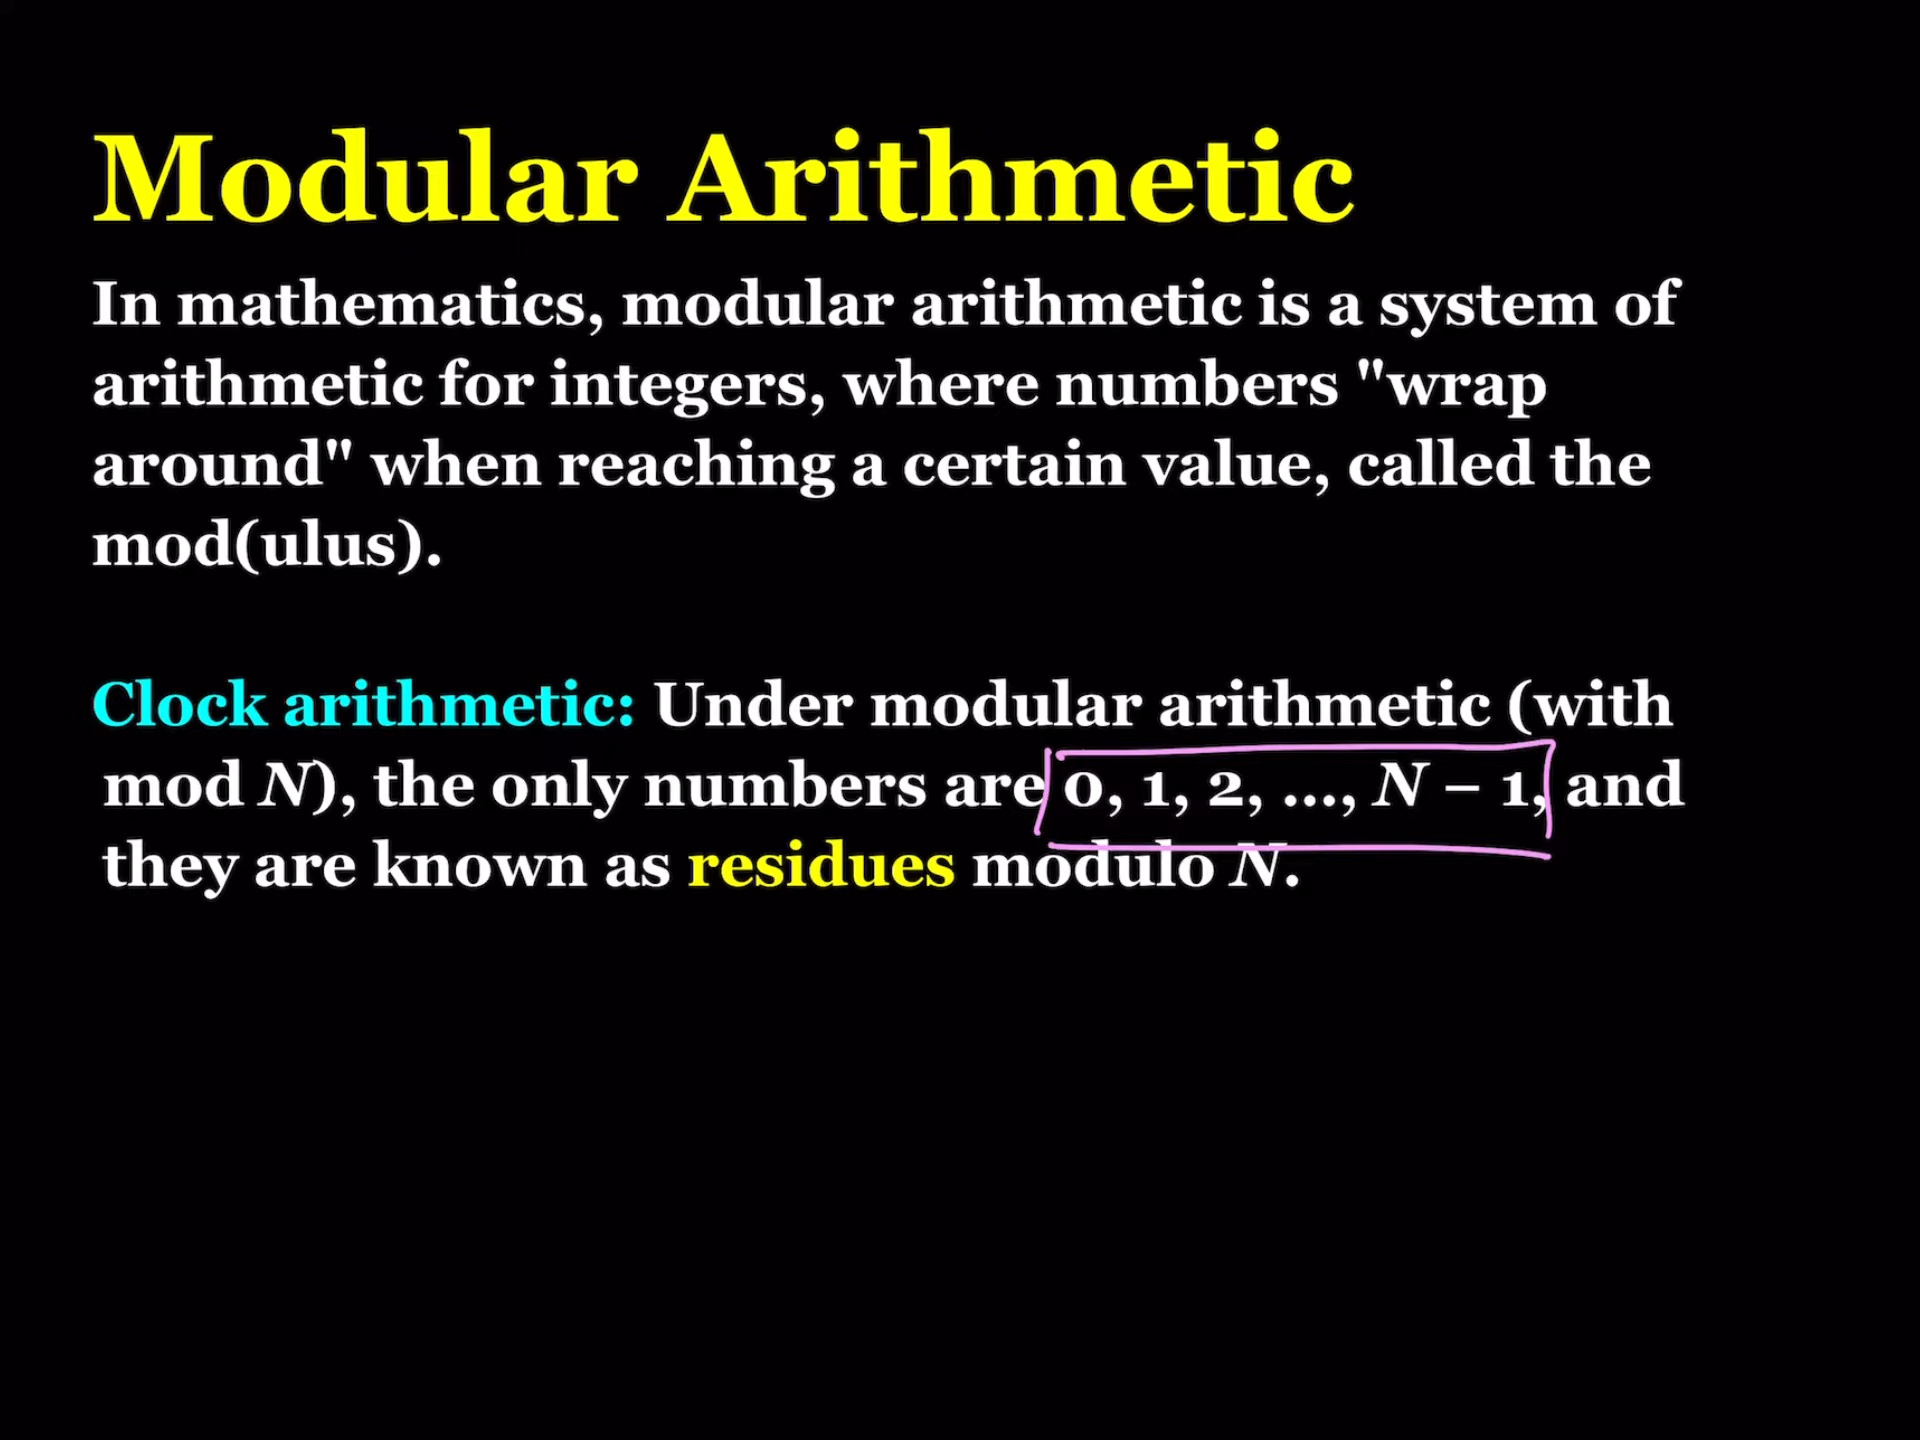 Modular Arithmetic
In mathematics, modular arithmetic is a system of
arithmetic for integers, where numbers "wrap
around" when reaching a certain value, called the
mod(ulus).
Clock arithmetic: Under modular arithmetic (with
mod N), the only numbers are 0, 1, 2, ..., N – 1, and
they are known as residues modulo N.